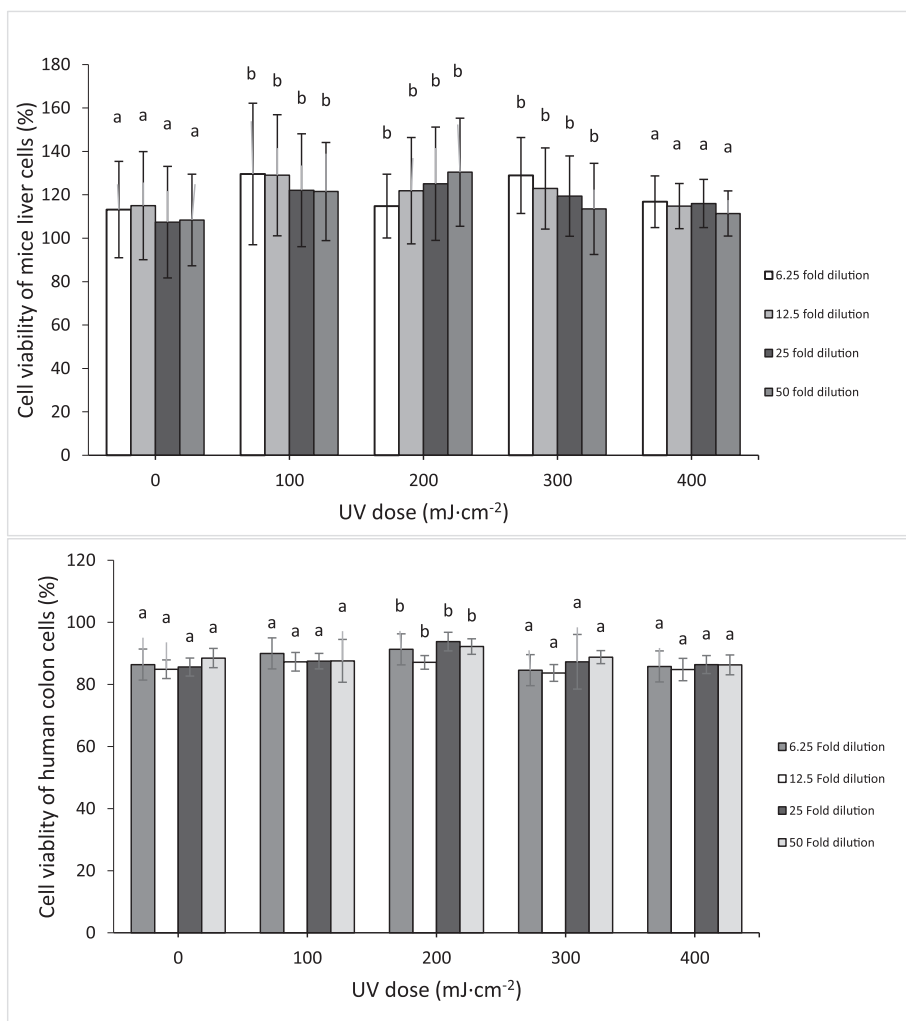 Cell viability of mice liver cells (%)
180
160
140
120
100
80
60
40
20
0
a a a a b b b b b b b b b b b b a a a a
0 100 200 300 400
UV dose (mJ·cm-2)
6.25 fold dilution
12.5 fold dilution
25 fold dilution
50 fold dilution
Cell viablity of human colon cells (%)
120
100
80
60
40
20
0
a a a a a a a a b b b b a a a a a a a a
0 100 200 300 400
UV dose (mJ·cm-2)
6.25 Fold dilution
12.5 Fold dilution
25 Fold dilution
50 Fold dilution